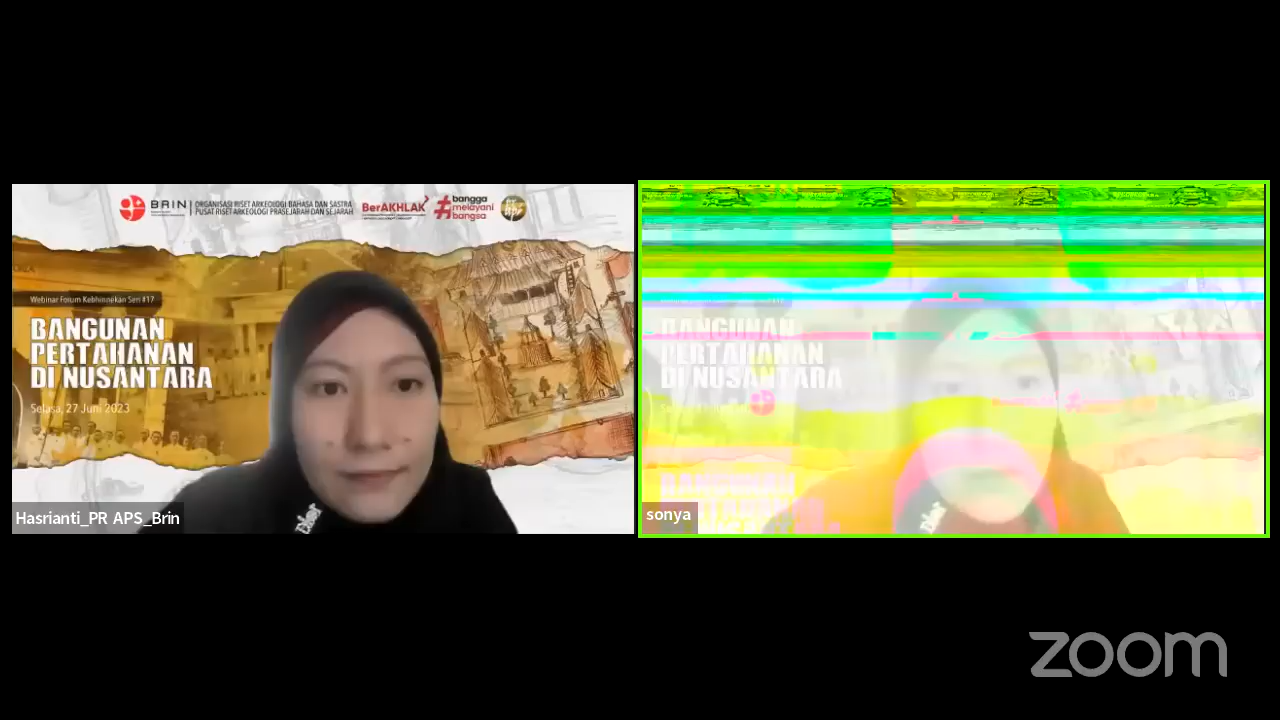 BRIN
ORGANISASI RISET ARKEOLOGI BAHASA DAN SASTRA
PUSAT RISET ARKEOLOGI PRASEJARAH DAN SEJARAH
BerAKHLAK
#bangga
melayani
bangsa
Webinar Forum Kebhinnekan Seri #17
BANGUNAN
PERTAHANAN
DI NUSANTARA
Selasa, 27 Juni 2023
Hasrianti_PR APS_Brin
BANGUNAN
PERTAHANAN
DI NUSANTARA
sonya
zoom